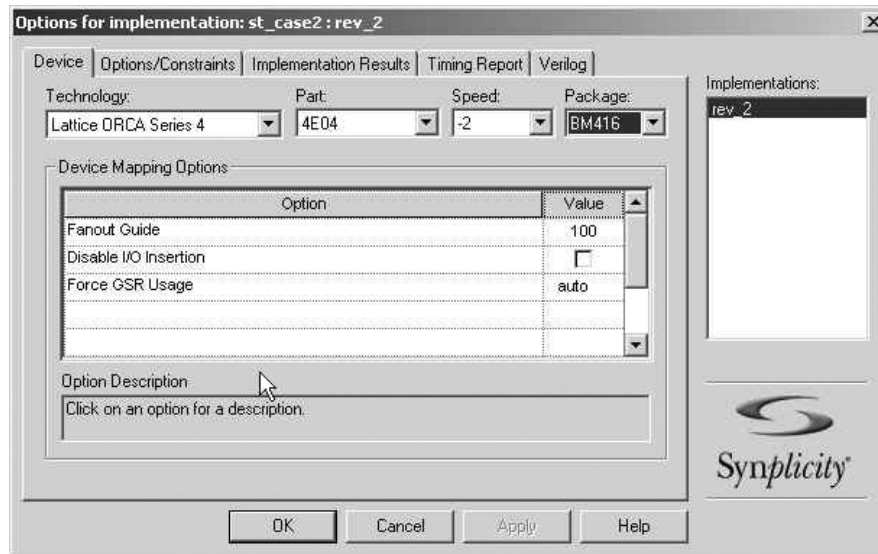 Options for implementation: st_case2 : rev_2
Device Options/Constraints Implementation Results Timing Report Verilog
Technology: Part: Speed: Package:
Lattice ORCA Series 4 4E04 -2 BM416
Implementations:
rev_2
Device Mapping Options
Option Value
Fanout Guide 100
Disable I/O Insertion
Force GSR Usage auto
Option Description
Click on an option for a description.
Synplicity®
OK Cancel Apply Help